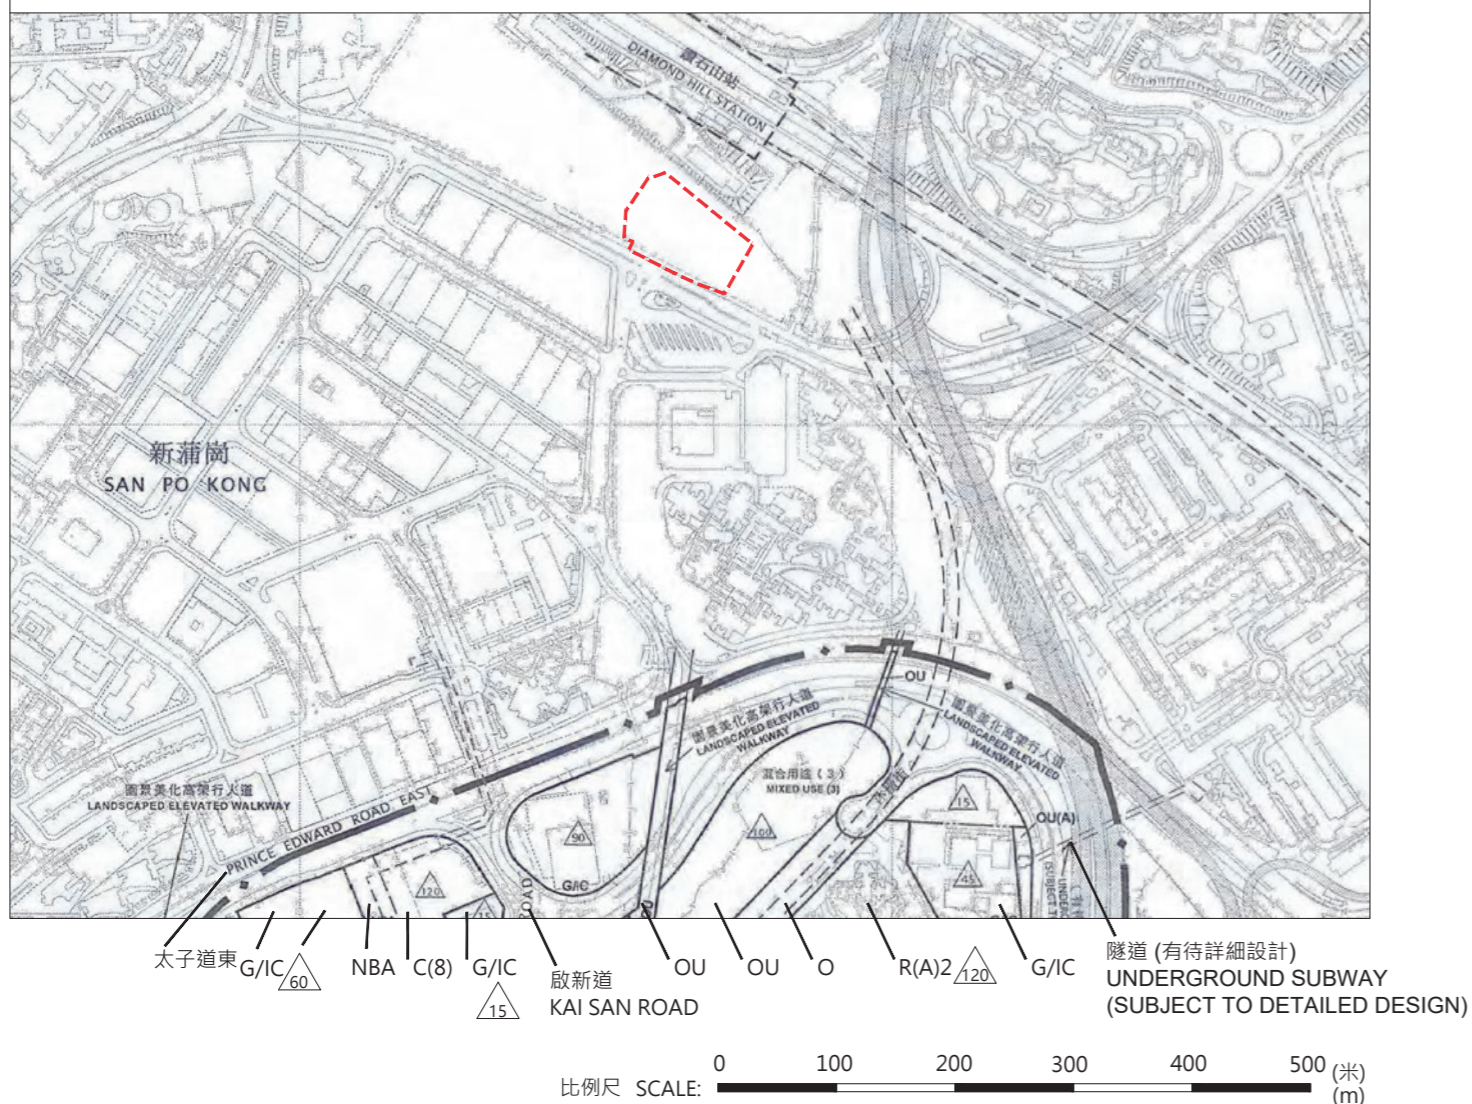 鑽石山站
DIAMOND HILL STATION
新蒲崗
SAN PO KONG
OU
園景美化高架行人道
LANDSCAPED ELEVATED
WALKWAY
園景美化高架行人道
LANDSCAPED ELEVATED
WALKWAY
混合用途 ( 3 )
MIXED USE (3)
園景美化高架行人道
LANDSCAPED ELEVATED WALKWAY
PRINCE EDWARD ROAD EAST
15
OU(A)
90
100
G/IC
120
45
15
ROAD
太子道東
G/IC
60
NBA
C(8)
G/IC
15
啟新道
KAI SAN ROAD
OU
OU
O
R(A)2
120
G/IC
隧道 (有待詳細設計)
UNDERGROUND SUBWAY
(SUBJECT TO DETAILED DESIGN)
比例尺 SCALE:
0 100 200 300 400 500 (米)
(m)